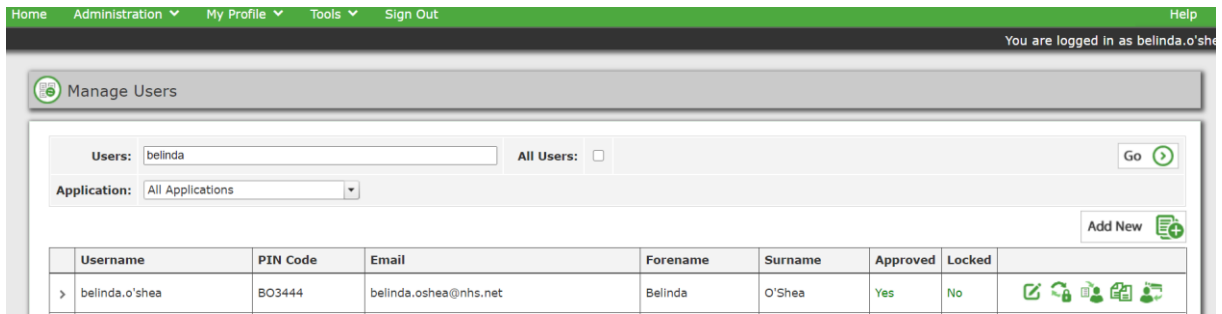 Home Administration My Profile Tools Sign Out Help
You are logged in as belinda.o'she
Manage Users
Users: belinda All Users: Go
Application: All Applications
Add New
Username PIN Code Email Forename Surname Approved Locked
belinda.o'shea BO3444 belinda.oshea@nhs.net Belinda O'Shea Yes No